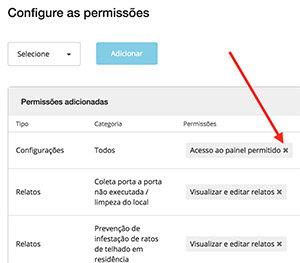 Configure as permissões
Selecione
Adicionar
Permissões adicionadas
Tipo Categoria Permissões
Configurações Todos Acesso ao painel permitido ×
Relatos Coleta porta a porta não executada / limpeza do local Visualizar e editar relatos ×
Relatos Prevenção de infestação de ratos de telhado em residência Visualizar e editar relatos ×